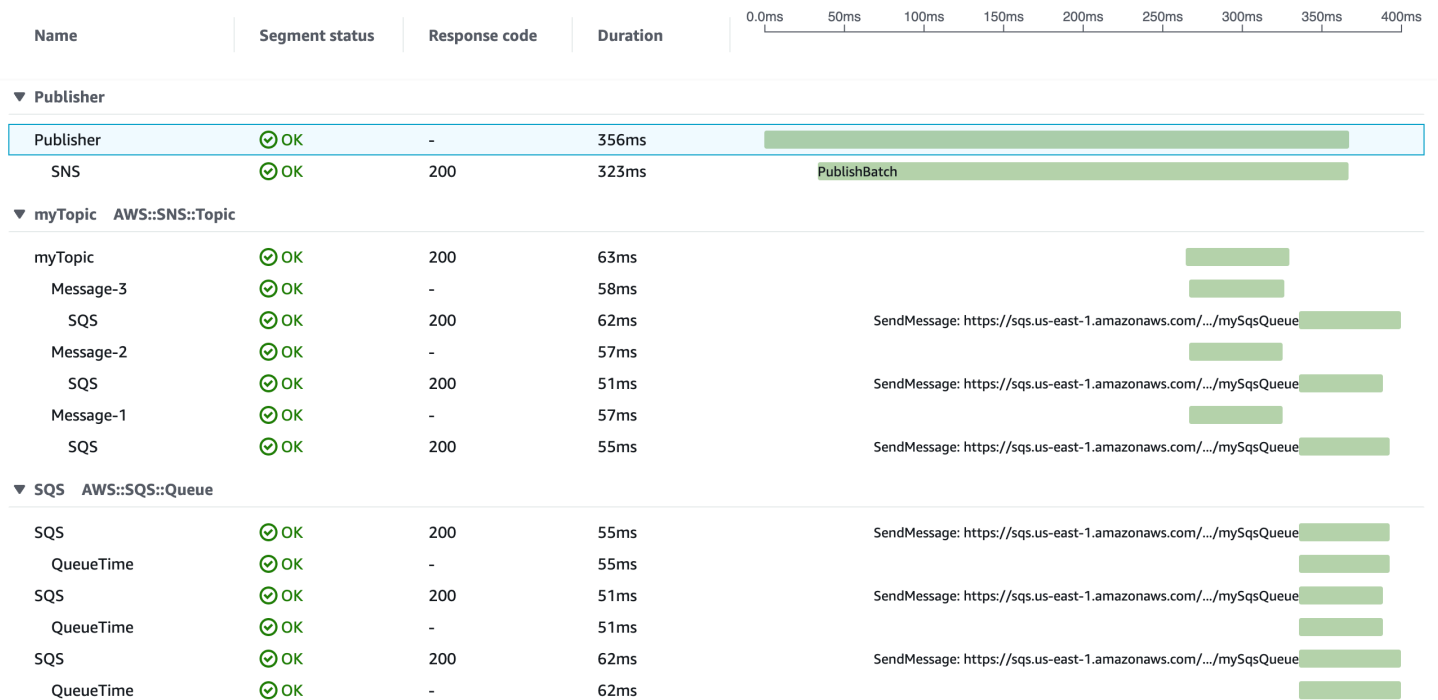 0.0ms 50ms 100ms 150ms 200ms 250ms 300ms 350ms 400ms
Name Segment status Response code Duration
Publisher
Publisher OK - 356ms
SNS OK 200 323ms PublishBatch
myTopic AWS::SNS::Topic
myTopic OK 200 63ms
Message-3 OK - 58ms
SQS OK 200 62ms SendMessage: https://sqs.us-east-1.amazonaws.com/.../mySqsQueue
Message-2 OK - 57ms
SQS OK 200 51ms SendMessage: https://sqs.us-east-1.amazonaws.com/.../mySqsQueue
Message-1 OK - 57ms
SQS OK 200 55ms SendMessage: https://sqs.us-east-1.amazonaws.com/.../mySqsQueue
SQS AWS::SQS::Queue
SQS OK 200 55ms SendMessage: https://sqs.us-east-1.amazonaws.com/.../mySqsQueue
QueueTime OK - 55ms
SQS OK 200 51ms SendMessage: https://sqs.us-east-1.amazonaws.com/.../mySqsQueue
QueueTime OK - 51ms
SQS OK 200 62ms SendMessage: https://sqs.us-east-1.amazonaws.com/.../mySqsQueue
QueueTime OK - 62ms